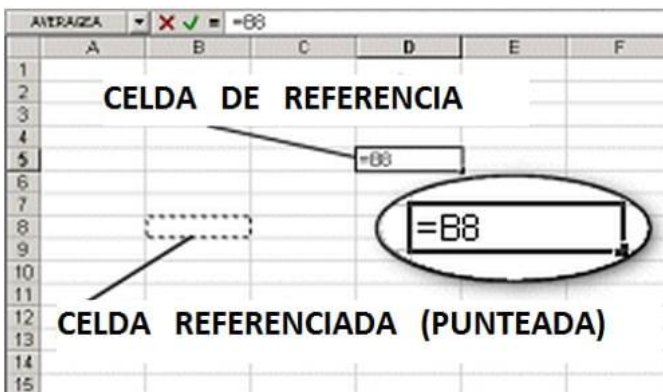 AVERAGEA =  =B8
A B C D E F
1
2
CELDA DE REFERENCIA
3
4
5 =B8
6
7
8 =B8
9
10
11
12
CELDA REFERENCIADA (PUNTEADA)
13
14
15